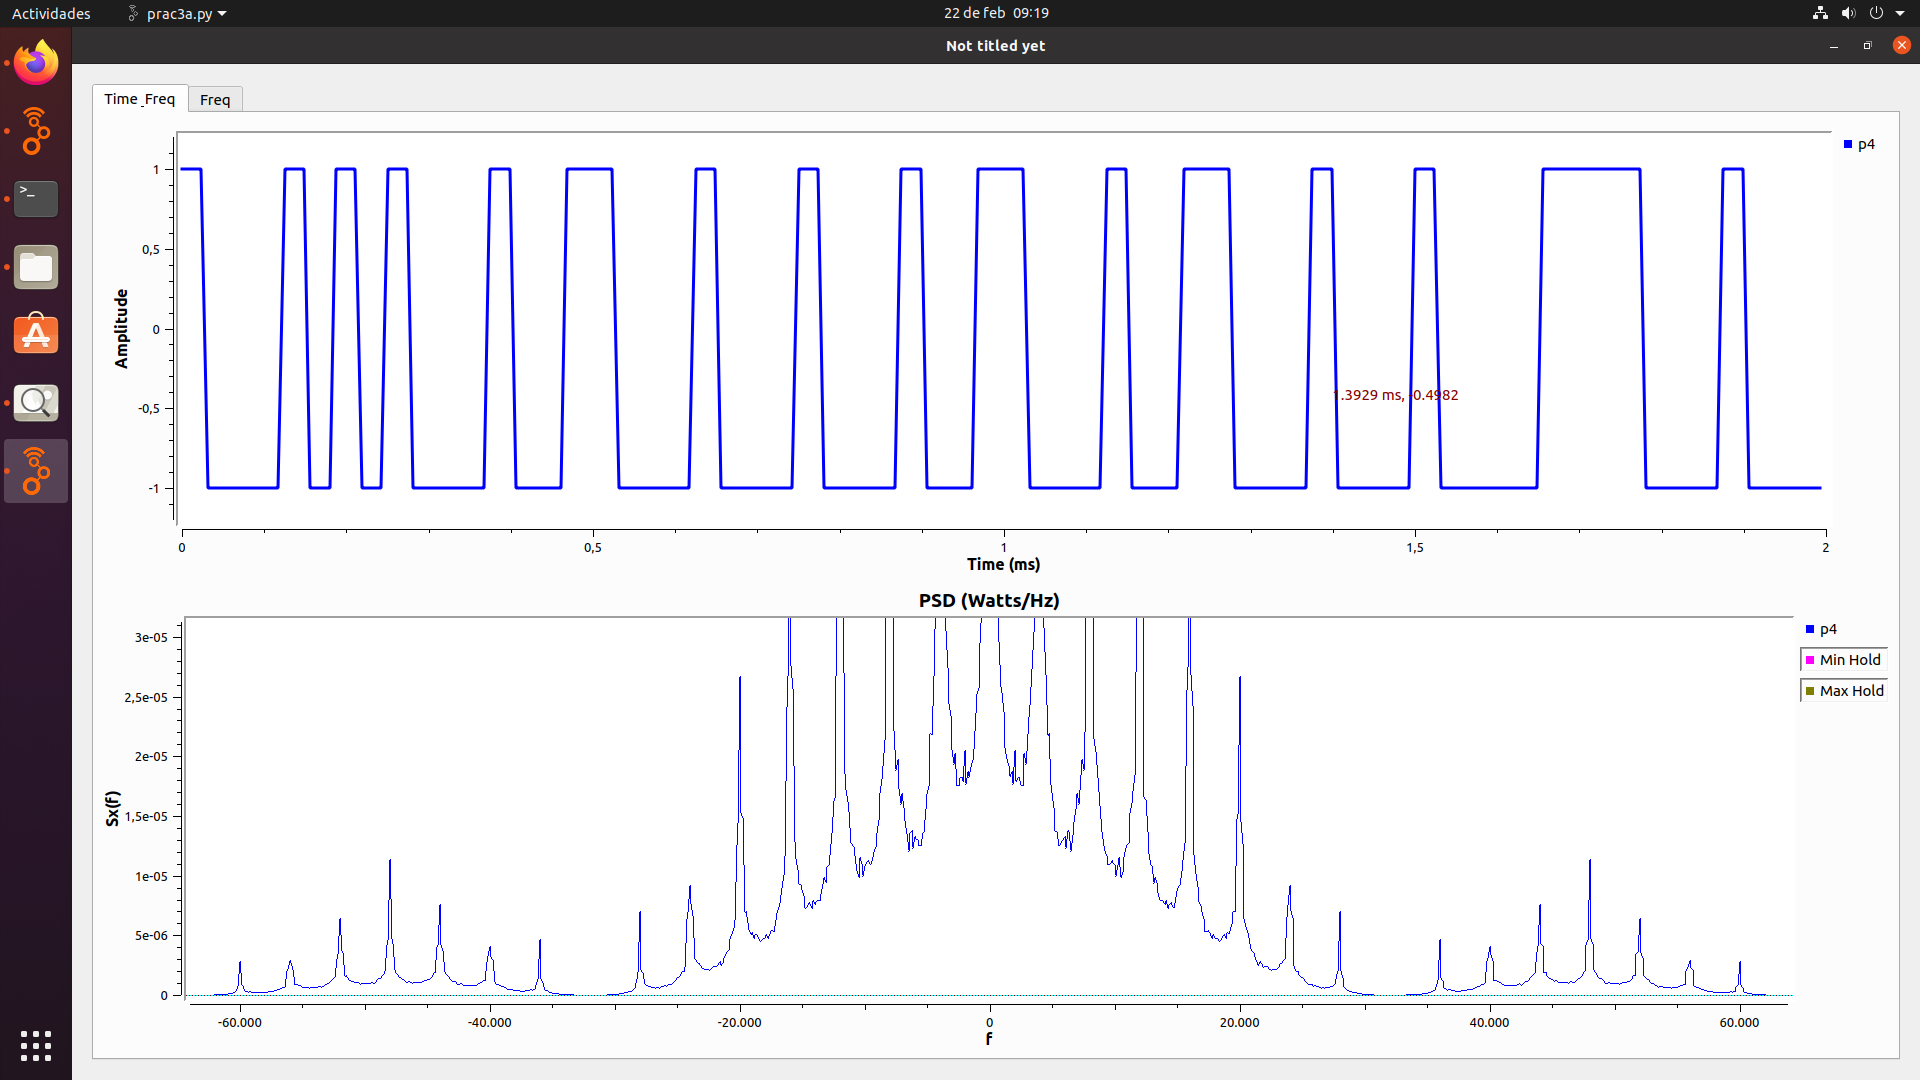 Actividades prac3a.py 22 de feb 09:19
Not titled yet
Time_Freq Freq
p4
1
0,5
0
-0,5
-1
Amplitude
1.3929 ms, -0.4982
0 0,5 1 1,5 2
Time (ms)
PSD (Watts/Hz)
p4
Min Hold
Max Hold
3e-05
2,5e-05
2e-05
1,5e-05
1e-05
5e-06
0
Sx(f)
-60.000 -40.000 -20.000 0 20.000 40.000 60.000
f